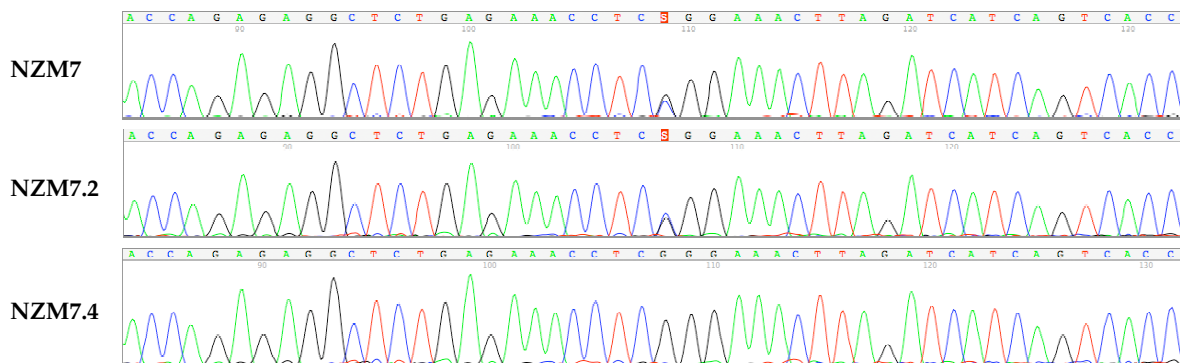 A C C A G A G A G G C T C T G A G A A A C C T C S G G A A A C T T A G A T C A T C A G T C A C C
90 100 110 120 130
NZM7
A C C A G A G A G G C T C T G A G A A A C C T C S G G A A A C T T A G A T C A T C A G T C A C C
90 100 110 120
NZM7.2
A C C A G A G A G G C T C T G A G A A A C C T C G G G A A A C T T A G A T C A T C A G T C A C C
90 100 110 120 130
NZM7.4